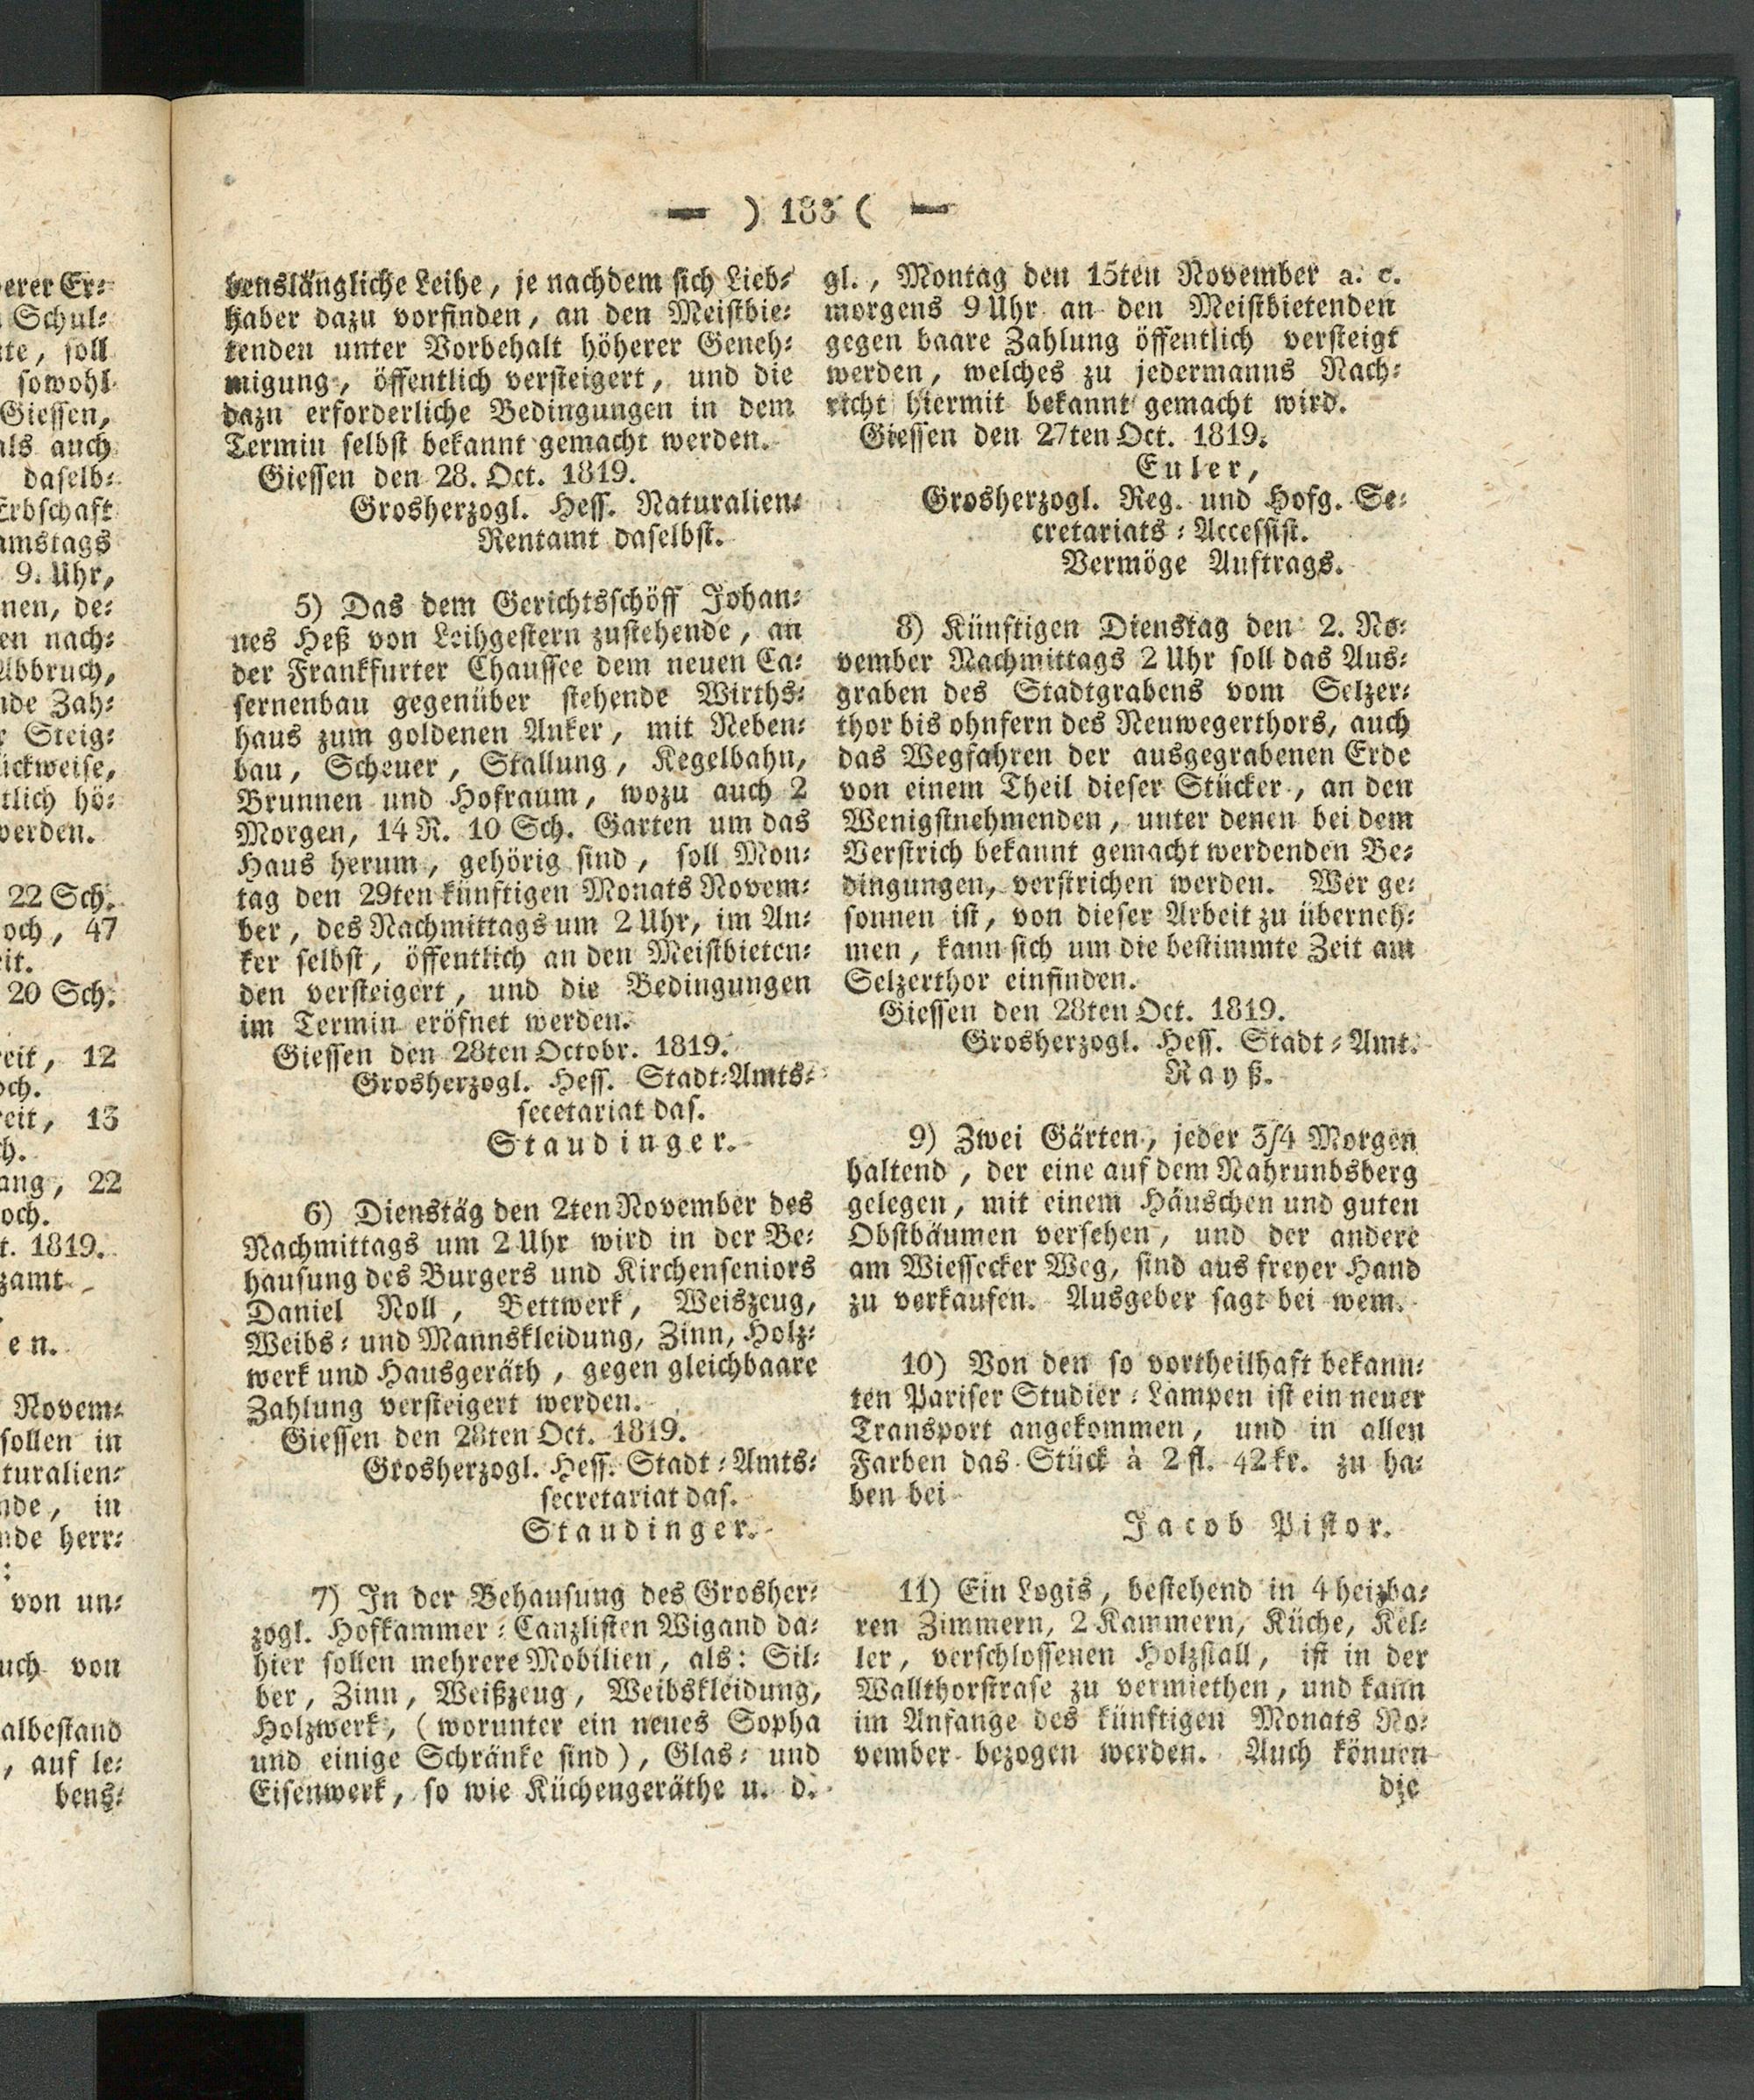 — ) 183 ( —
benslängliche Leihe, je nachdem sich Lieb-
haber dazu vorfinden, an den Meistbie-
tenden unter Vorbehalt höherer Geneh-
migung, öffentlich versteigert, und die
dazu erforderliche Bedingungen in dem
Termin selbst bekannt gemacht werden.
Giessen den 28. Oct. 1819.
Grosherzogl. Hess. Naturalien-
Rentamt daselbst.
5) Das dem Gerichtsschöff Johan-
nes Heß von Leihgestern zustehende, an
der Frankfurter Chaussee dem neuen Ca-
sernenbau gegenüber stehende Wirths-
haus zum goldenen Anker, mit Neben-
bau, Scheuer, Stallung, Kegelbahn,
Brunnen und Hofraum, wozu auch 2
Morgen, 14 R. 10 Sch. Garten um das
Haus herum, gehörig sind, soll Mon-
tag den 29ten künftigen Monats Novem-
ber, des Nachmittags um 2 Uhr, im An-
ker selbst, öffentlich an den Meistbieten-
den versteigert, und die Bedingungen
im Termin eröfnet werden.
Giessen den 28ten Octobr. 1819.
Grosherzogl. Hess. Stadt-Amts-
secetariat das.
Staudinger.
6) Dienstäg den 2ten November des
Nachmittags um 2 Uhr wird in der Be-
hausung des Burgers und Kirchenseniors
Daniel Noll, Bettwerk, Weiszeug,
Weibs- und Mannskleidung, Zinn, Holz-
werk und Hausgeräth, gegen gleichbaare
Zahlung versteigert werden.
Giessen den 28ten Oct. 1819.
Grosherzogl. Hess. Stadt-Amts-
secretariat das.
Staudinger.
7) In der Behausung des Grosher-
zogl. Hofkammer-Canzlisten Wigand da-
hier sollen mehrere Mobilien, als: Sil-
ber, Zinn, Weißzeug, Weibskleidung,
Holzwerk, (worunter ein neues Sopha
und einige Schränke sind), Glas- und
Eisenwerk, so wie Küchengeräthe u. d.
gl., Montag den 15ten November a. c.
morgens 9 Uhr an den Meistbietenden
gegen baare Zahlung öffentlich versteigt
werden, welches zu jedermanns Nach-
richt hiermit bekannt gemacht wird.
Giessen den 27ten Oct. 1819.
Euler,
Grosherzogl. Reg. und Hofg. Se-
cretariats-Accessist.
Vermöge Auftrags.
8) Künftigen Dienstag den 2. No-
vember Nachmittags 2 Uhr soll das Aus-
graben des Stadtgrabens vom Selzer-
thor bis ohnfern des Neuwegerthors, auch
das Wegfahren der ausgegrabenen Erde
von einem Theil dieser Stücker, an den
Wenigstnehmenden, unter denen bei dem
Verstrich bekannt gemacht werdenden Be-
dingungen, verstrichen werden. Wer ge-
sonnen ist, von dieser Arbeit zu überneh-
men, kann sich um die bestimmte Zeit am
Selzerthor einfinden.
Giessen den 28ten Oct. 1819.
Grosherzogl. Hess. Stadt-Amt.
Rayß.
9) Zwei Gärten, jeder 3/4 Morgen
haltend, der eine auf dem Nahrundsberg
gelegen, mit einem Häuschen und guten
Obstbäumen versehen, und der andere
am Wiessecker Weg, sind aus freyer Hand
zu verkaufen. Ausgeber sagt bei wem.
10) Von den so vortheilhaft bekann-
ten Pariser Studier-Lampen ist ein neuer
Transport angekommen, und in allen
Farben das Stück à 2 fl. 42 kr. zu ha-
ben bei
Jacob Pistor.
11) Ein Logis, bestehend in 4 heizba-
ren Zimmern, 2 Kammern, Küche, Kel-
ler, verschlossenen Holzstall, ist in der
Wallthorstrase zu vermiethen, und kann
im Anfange des künftigen Monats No-
vember bezogen werden. Auch können
die